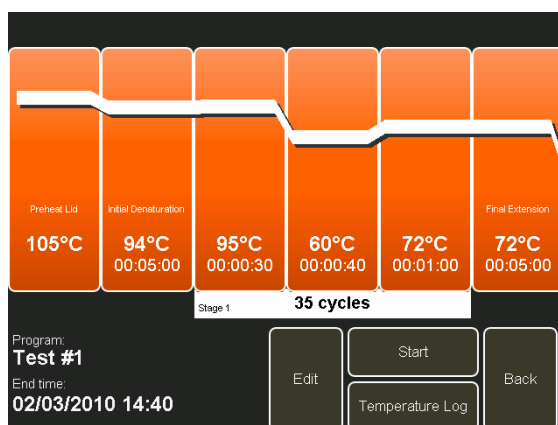 Preheat Lid
105°C
Initial Denaturation
94°C
00:05:00
95°C
00:00:30
60°C
00:00:40
72°C
00:01:00
Final Extension
72°C
00:05:00
Stage 1
35 cycles
Program:
Test #1
End time:
02/03/2010 14:40
Edit
Start
Temperature Log
Back